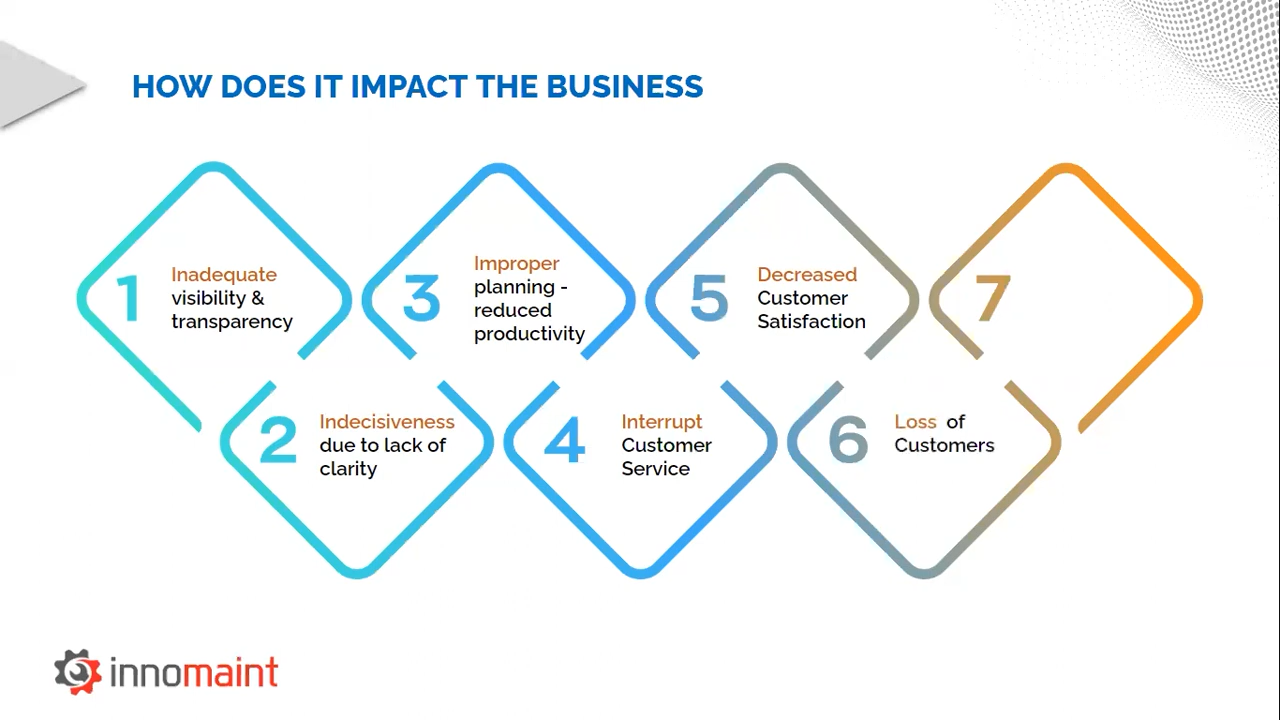 HOW DOES IT IMPACT THE BUSINESS
1
Inadequate
visibility &
transparency
2
Indecisiveness
due to lack of
clarity
3
Improper
planning -
reduced
productivity
4
Interrupt
Customer
Service
5
Decreased
Customer
Satisfaction
6
Loss of
Customers
7
innomaint